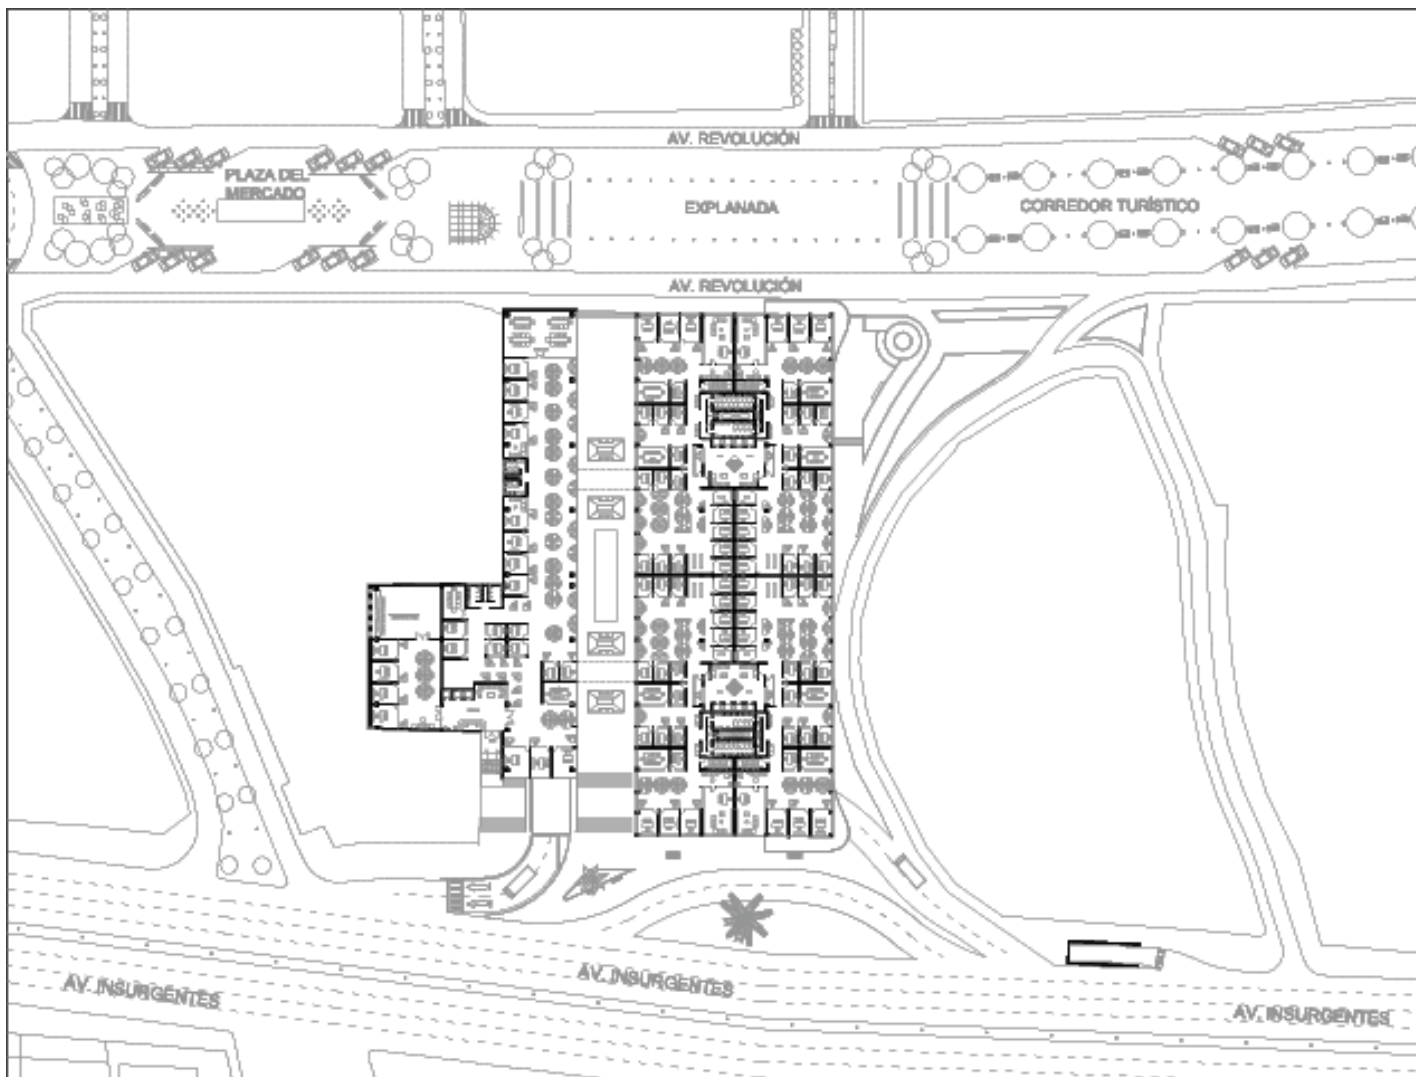 AV. REVOLUCIÓN
PLAZA DEL
MERCADO
EXPLANADA
CORREDOR TURÍSTICO
AV. REVOLUCIÓN
AV. INSURGENTES
AV. INSURGENTES
AV. INSURGENTES